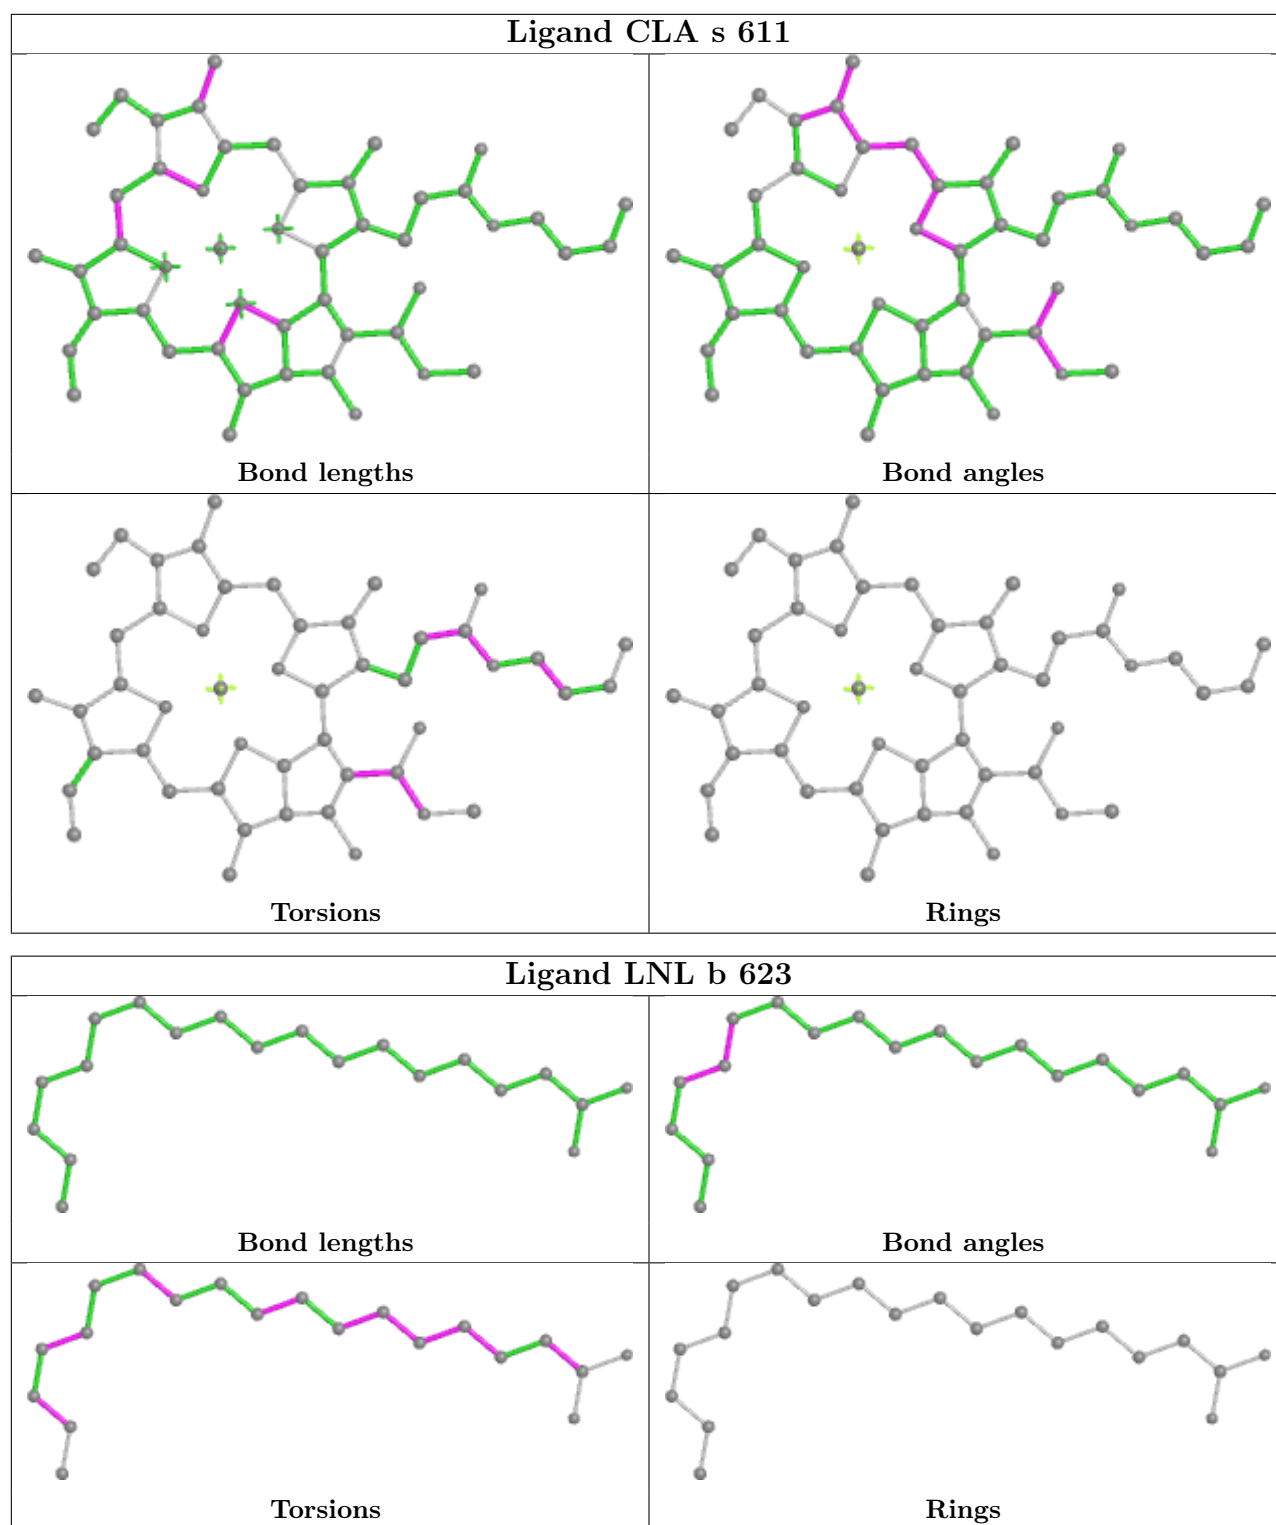 Ligand CLA s 611
Bond lengths
Bond angles
Torsions
Rings
Ligand LNL b 623
Bond lengths
Bond angles
Torsions
Rings